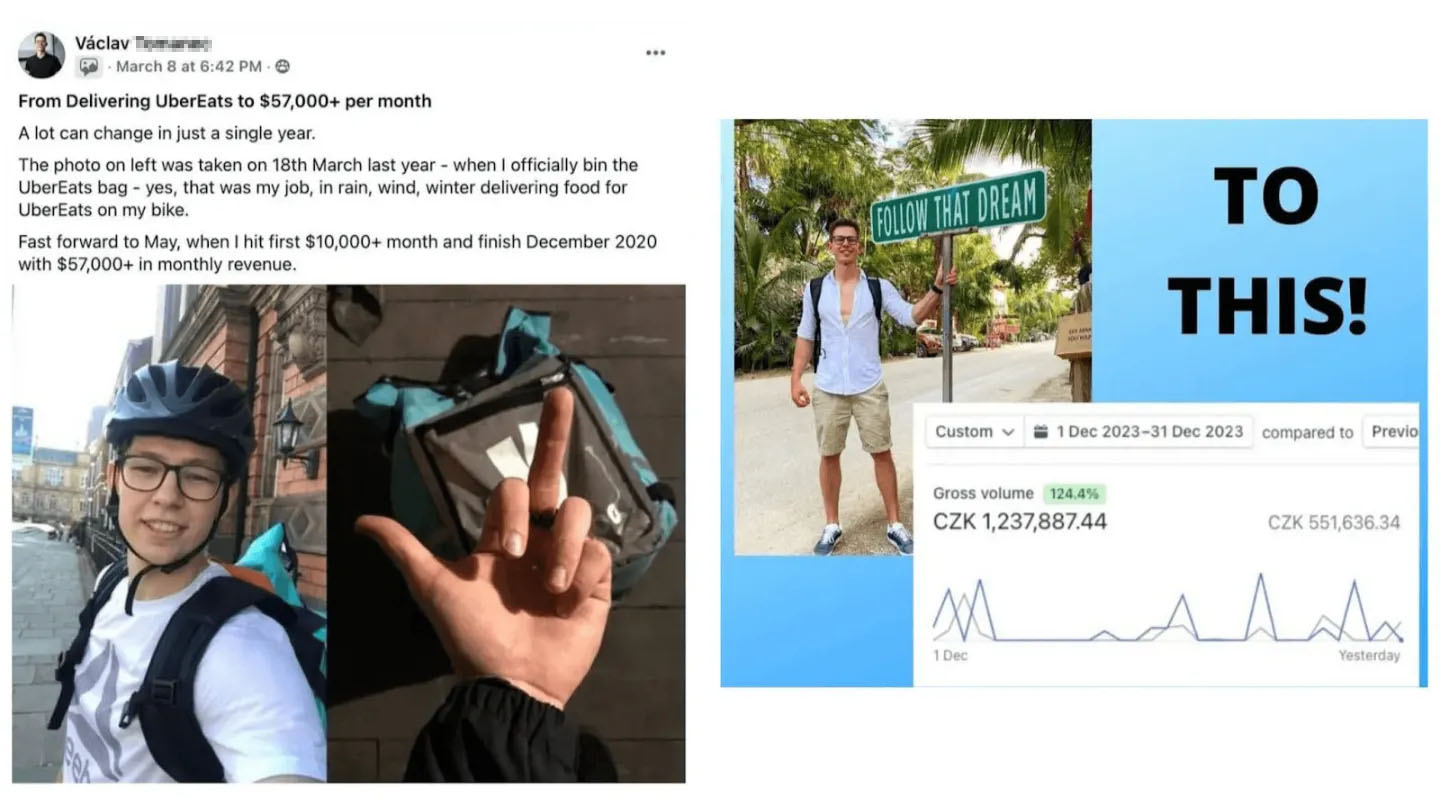 Václav
March 8 at 6:42 PM
From Delivering UberEats to $57,000+ per month
A lot can change in just a single year.
The photo on left was taken on 18th March last year - when I officially bin the
UberEats bag - yes, that was my job, in rain, wind, winter delivering food for
UberEats on my bike.
Fast forward to May, when I hit first $10,000+ month and finish December 2020
with $57,000+ in monthly revenue.
FOLLOW THAT DREAM
TO
THIS!
Custom 1 Dec 2023–31 Dec 2023 compared to Previo
Gross volume 124.4%
CZK 1,237,887.44 CZK 551,636.34
1 Dec Yesterday